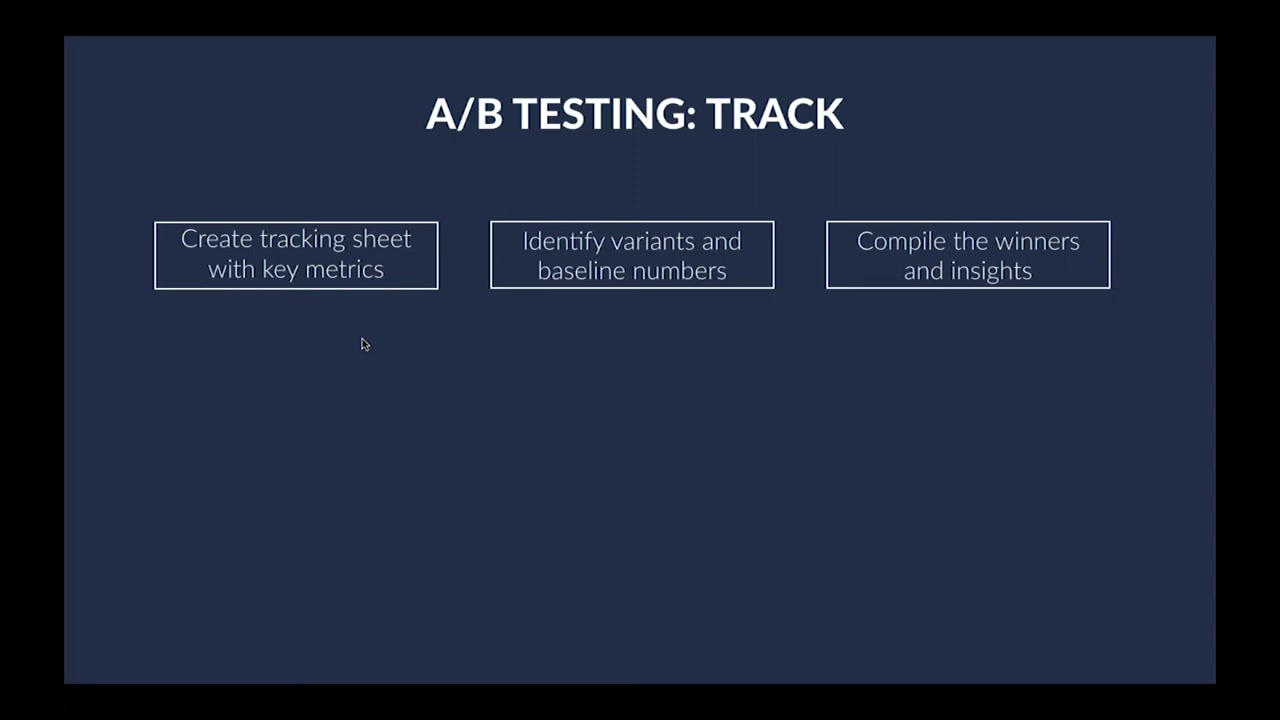 A/B TESTING: TRACK
Create tracking sheet
with key metrics
Identify variants and
baseline numbers
Compile the winners
and insights